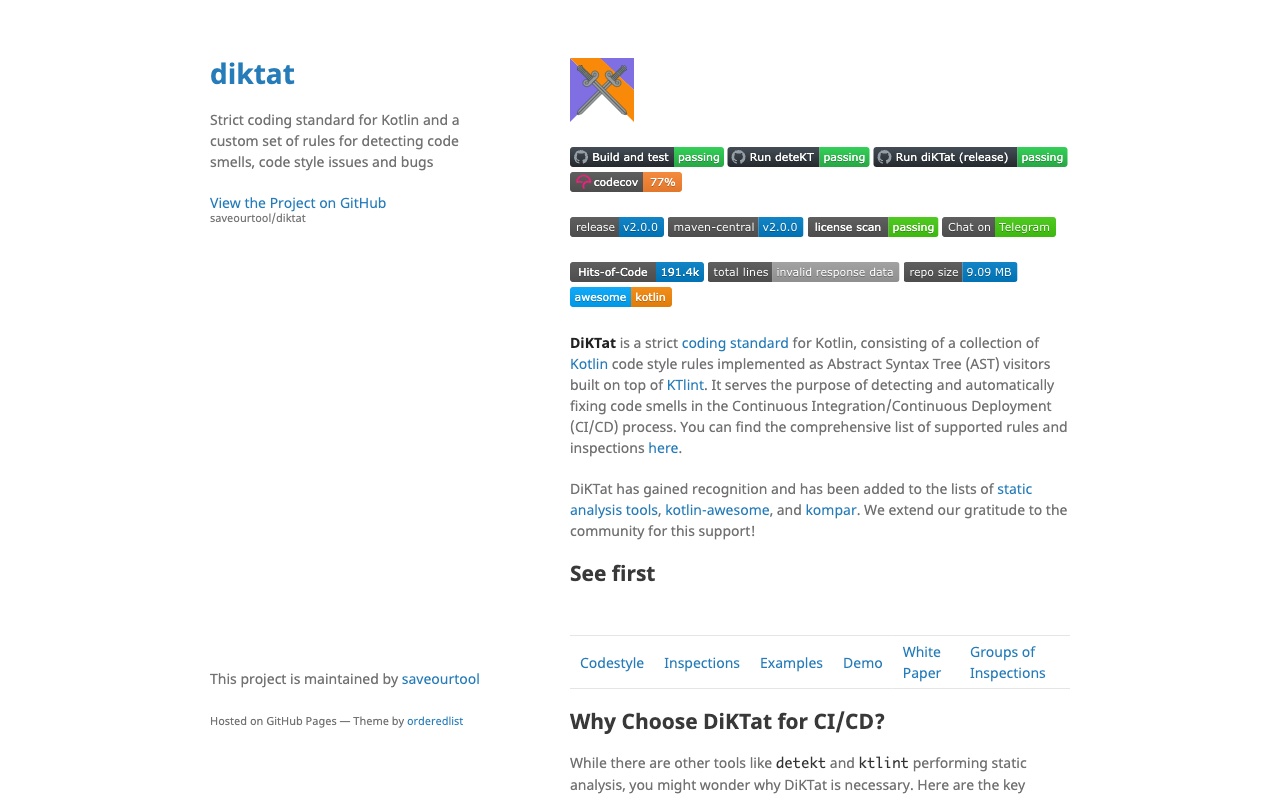 diktat
Strict coding standard for Kotlin and a
custom set of rules for detecting code
smells, code style issues and bugs
View the Project on GitHub
saveourtool/diktat
This project is maintained by saveourtool
Hosted on GitHub Pages — Theme by orderedlist
Build and test passing Run deteKT passing Run diKTat (release) passing
codecov 77%
release v2.0.0 maven-central v2.0.0 license scan passing Chat on Telegram
Hits-of-Code 191.4k total lines invalid response data repo size 9.09 MB
awesome kotlin
DiKTat is a strict coding standard for Kotlin, consisting of a collection of
Kotlin code style rules implemented as Abstract Syntax Tree (AST) visitors
built on top of KTlint. It serves the purpose of detecting and automatically
fixing code smells in the Continuous Integration/Continuous Deployment
(CI/CD) process. You can find the comprehensive list of supported rules and
inspections here.
DiKTat has gained recognition and has been added to the lists of static
analysis tools, kotlin-awesome, and kompar. We extend our gratitude to the
community for this support!
See first
Codestyle Inspections Examples Demo White Paper Groups of Inspections
Why Choose DiKTat for CI/CD?
While there are other tools like detekt and ktlint performing static
analysis, you might wonder why DiKTat is necessary. Here are the key